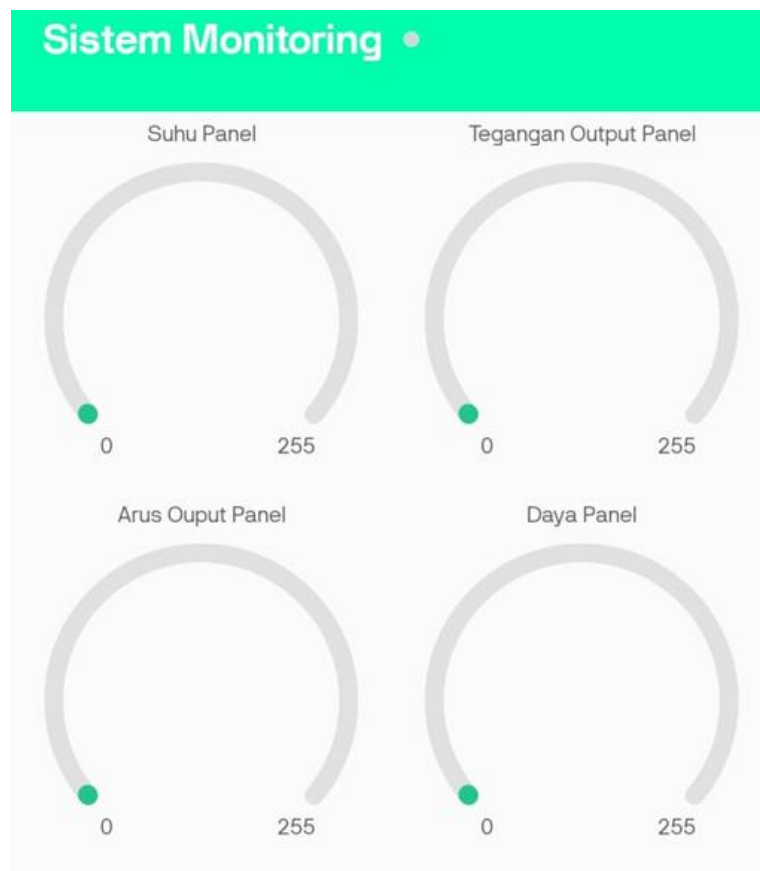 Sistem Monitoring
Suhu Panel
Tegangan Output Panel
0
255
0
255
Arus Ouput Panel
Daya Panel
0
255
0
255